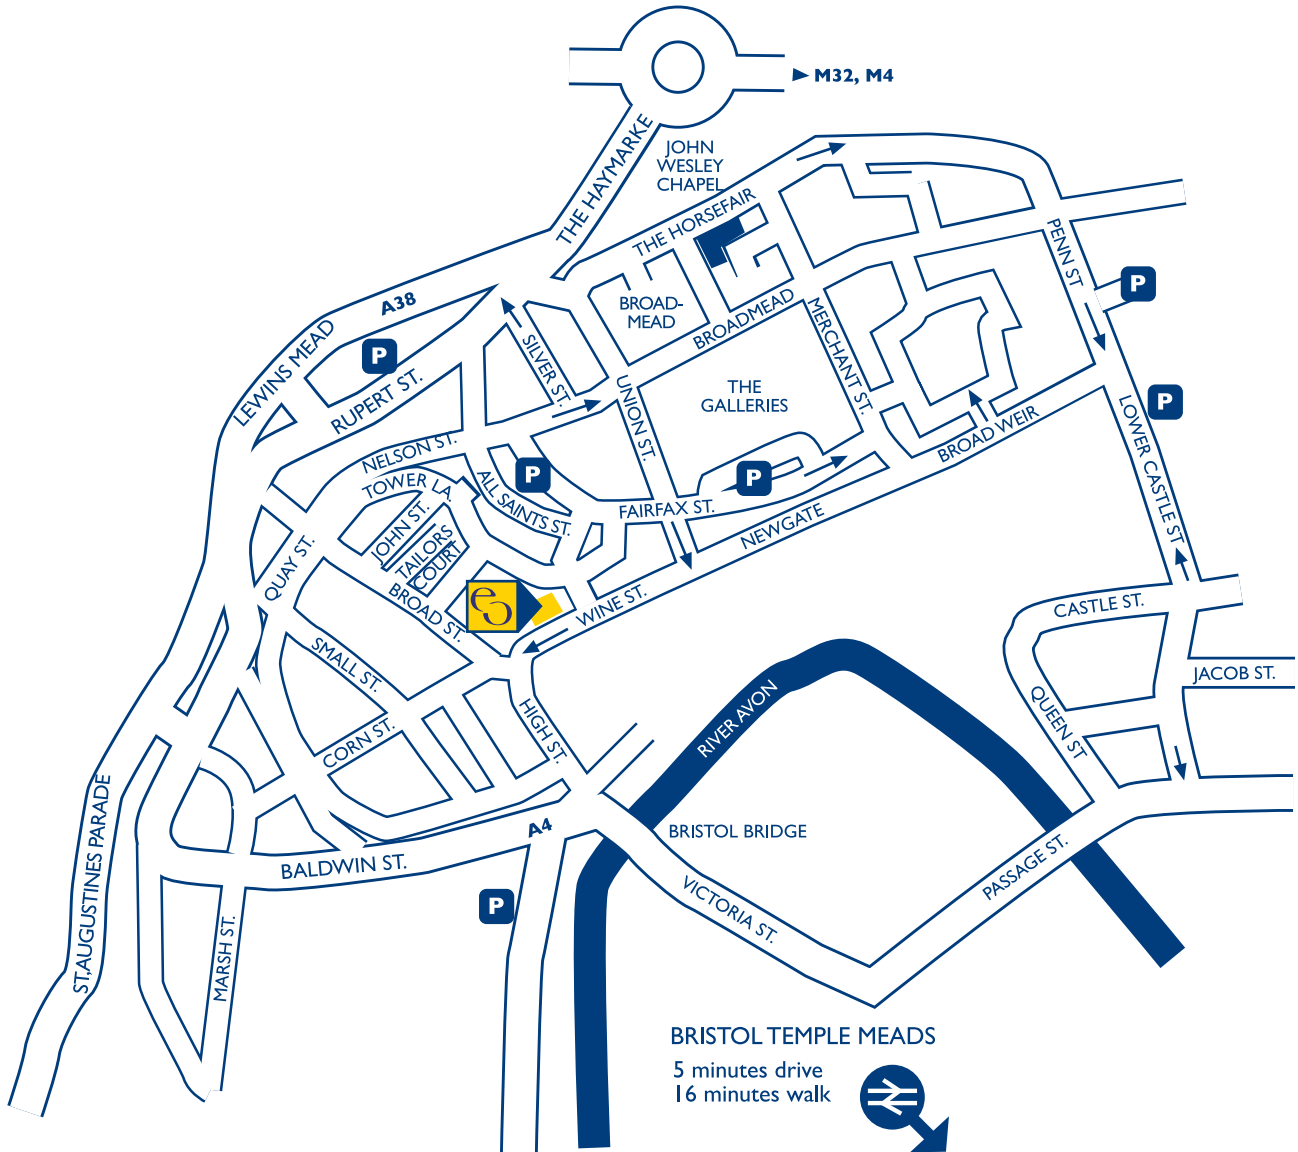 M32, M4
THE HAYMARKE
JOHN
WESLEY
CHAPEL
THE HORSEFAIR
PENN ST
P
A38
BROAD-
MEAD
BROADMEAD
MERCHANT ST.
LEWINS MEAD
P
SILVER ST.
RUPERT ST.
UNION ST.
THE
GALLERIES
P
LOWER CASTLE ST
BROAD WEIR
NELSON ST.
TOWER LA.
ALL SAINTS ST.
P
P
FAIRFAX ST.
NEWGATE
JOHN ST.
TAILORS
COURT
QUAY ST.
BROAD ST.
WINE ST.
ec
CASTLE ST.
SMALL ST.
JACOB ST.
QUEEN ST
CORN ST.
HIGH ST.
RIVER AVON
ST,AUGUSTINES PARADE
A4
BRISTOL BRIDGE
BALDWIN ST.
PASSAGE ST.
P
VICTORIA ST.
MARSH ST.
BRISTOL TEMPLE MEADS
5 minutes drive
16 minutes walk